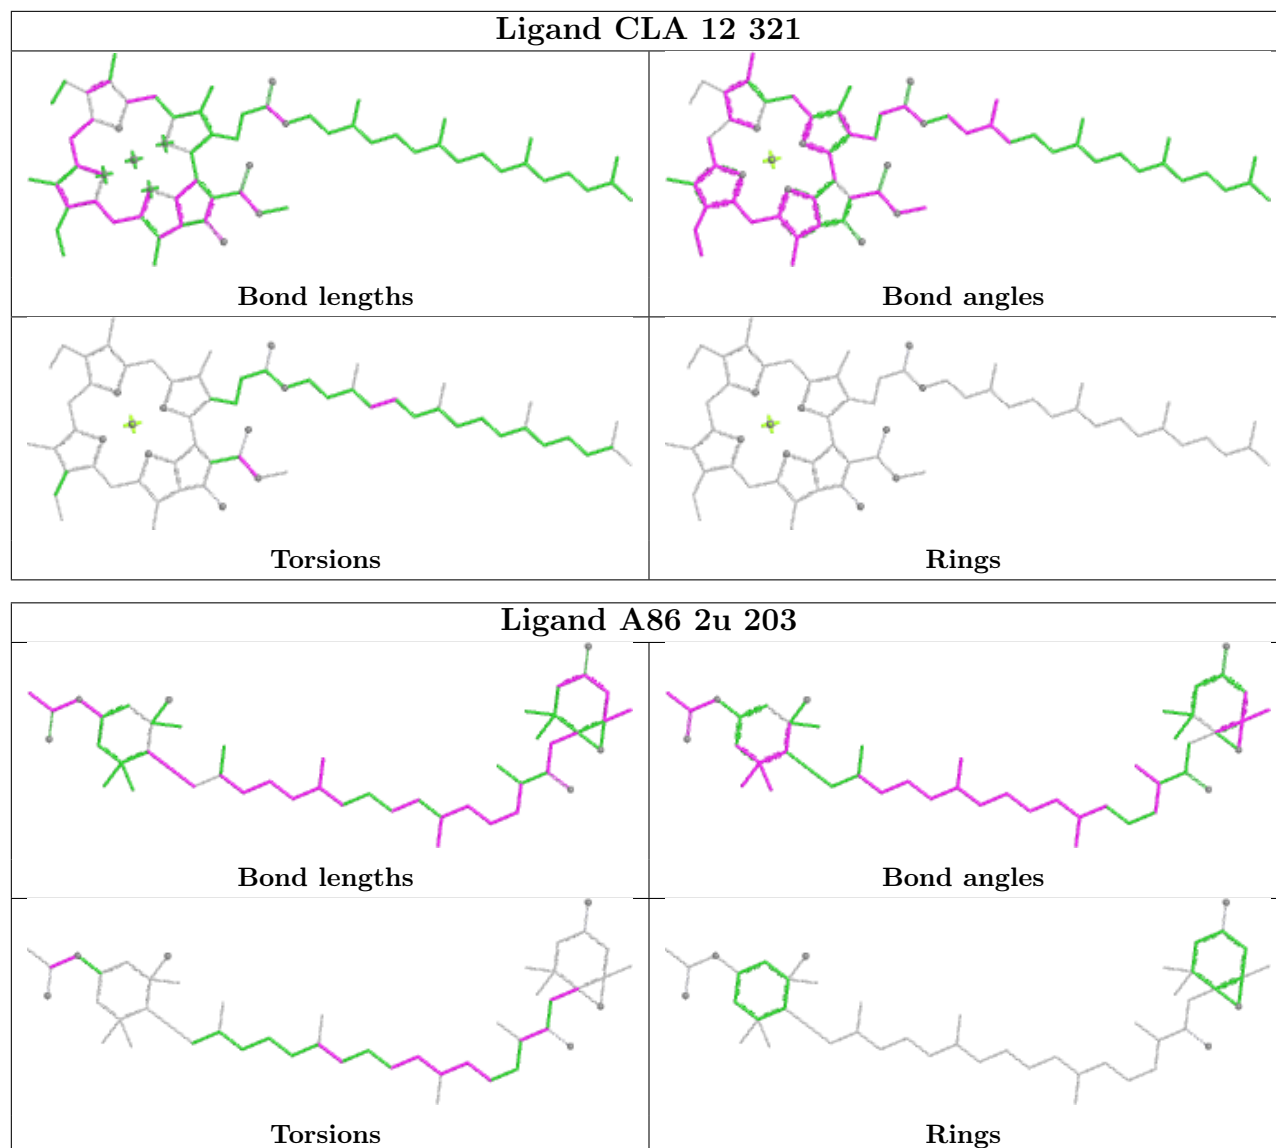 Ligand CLA 12 321
Bond lengths
Bond angles
Torsions
Rings
Ligand A86 2u 203
Bond lengths
Bond angles
Torsions
Rings